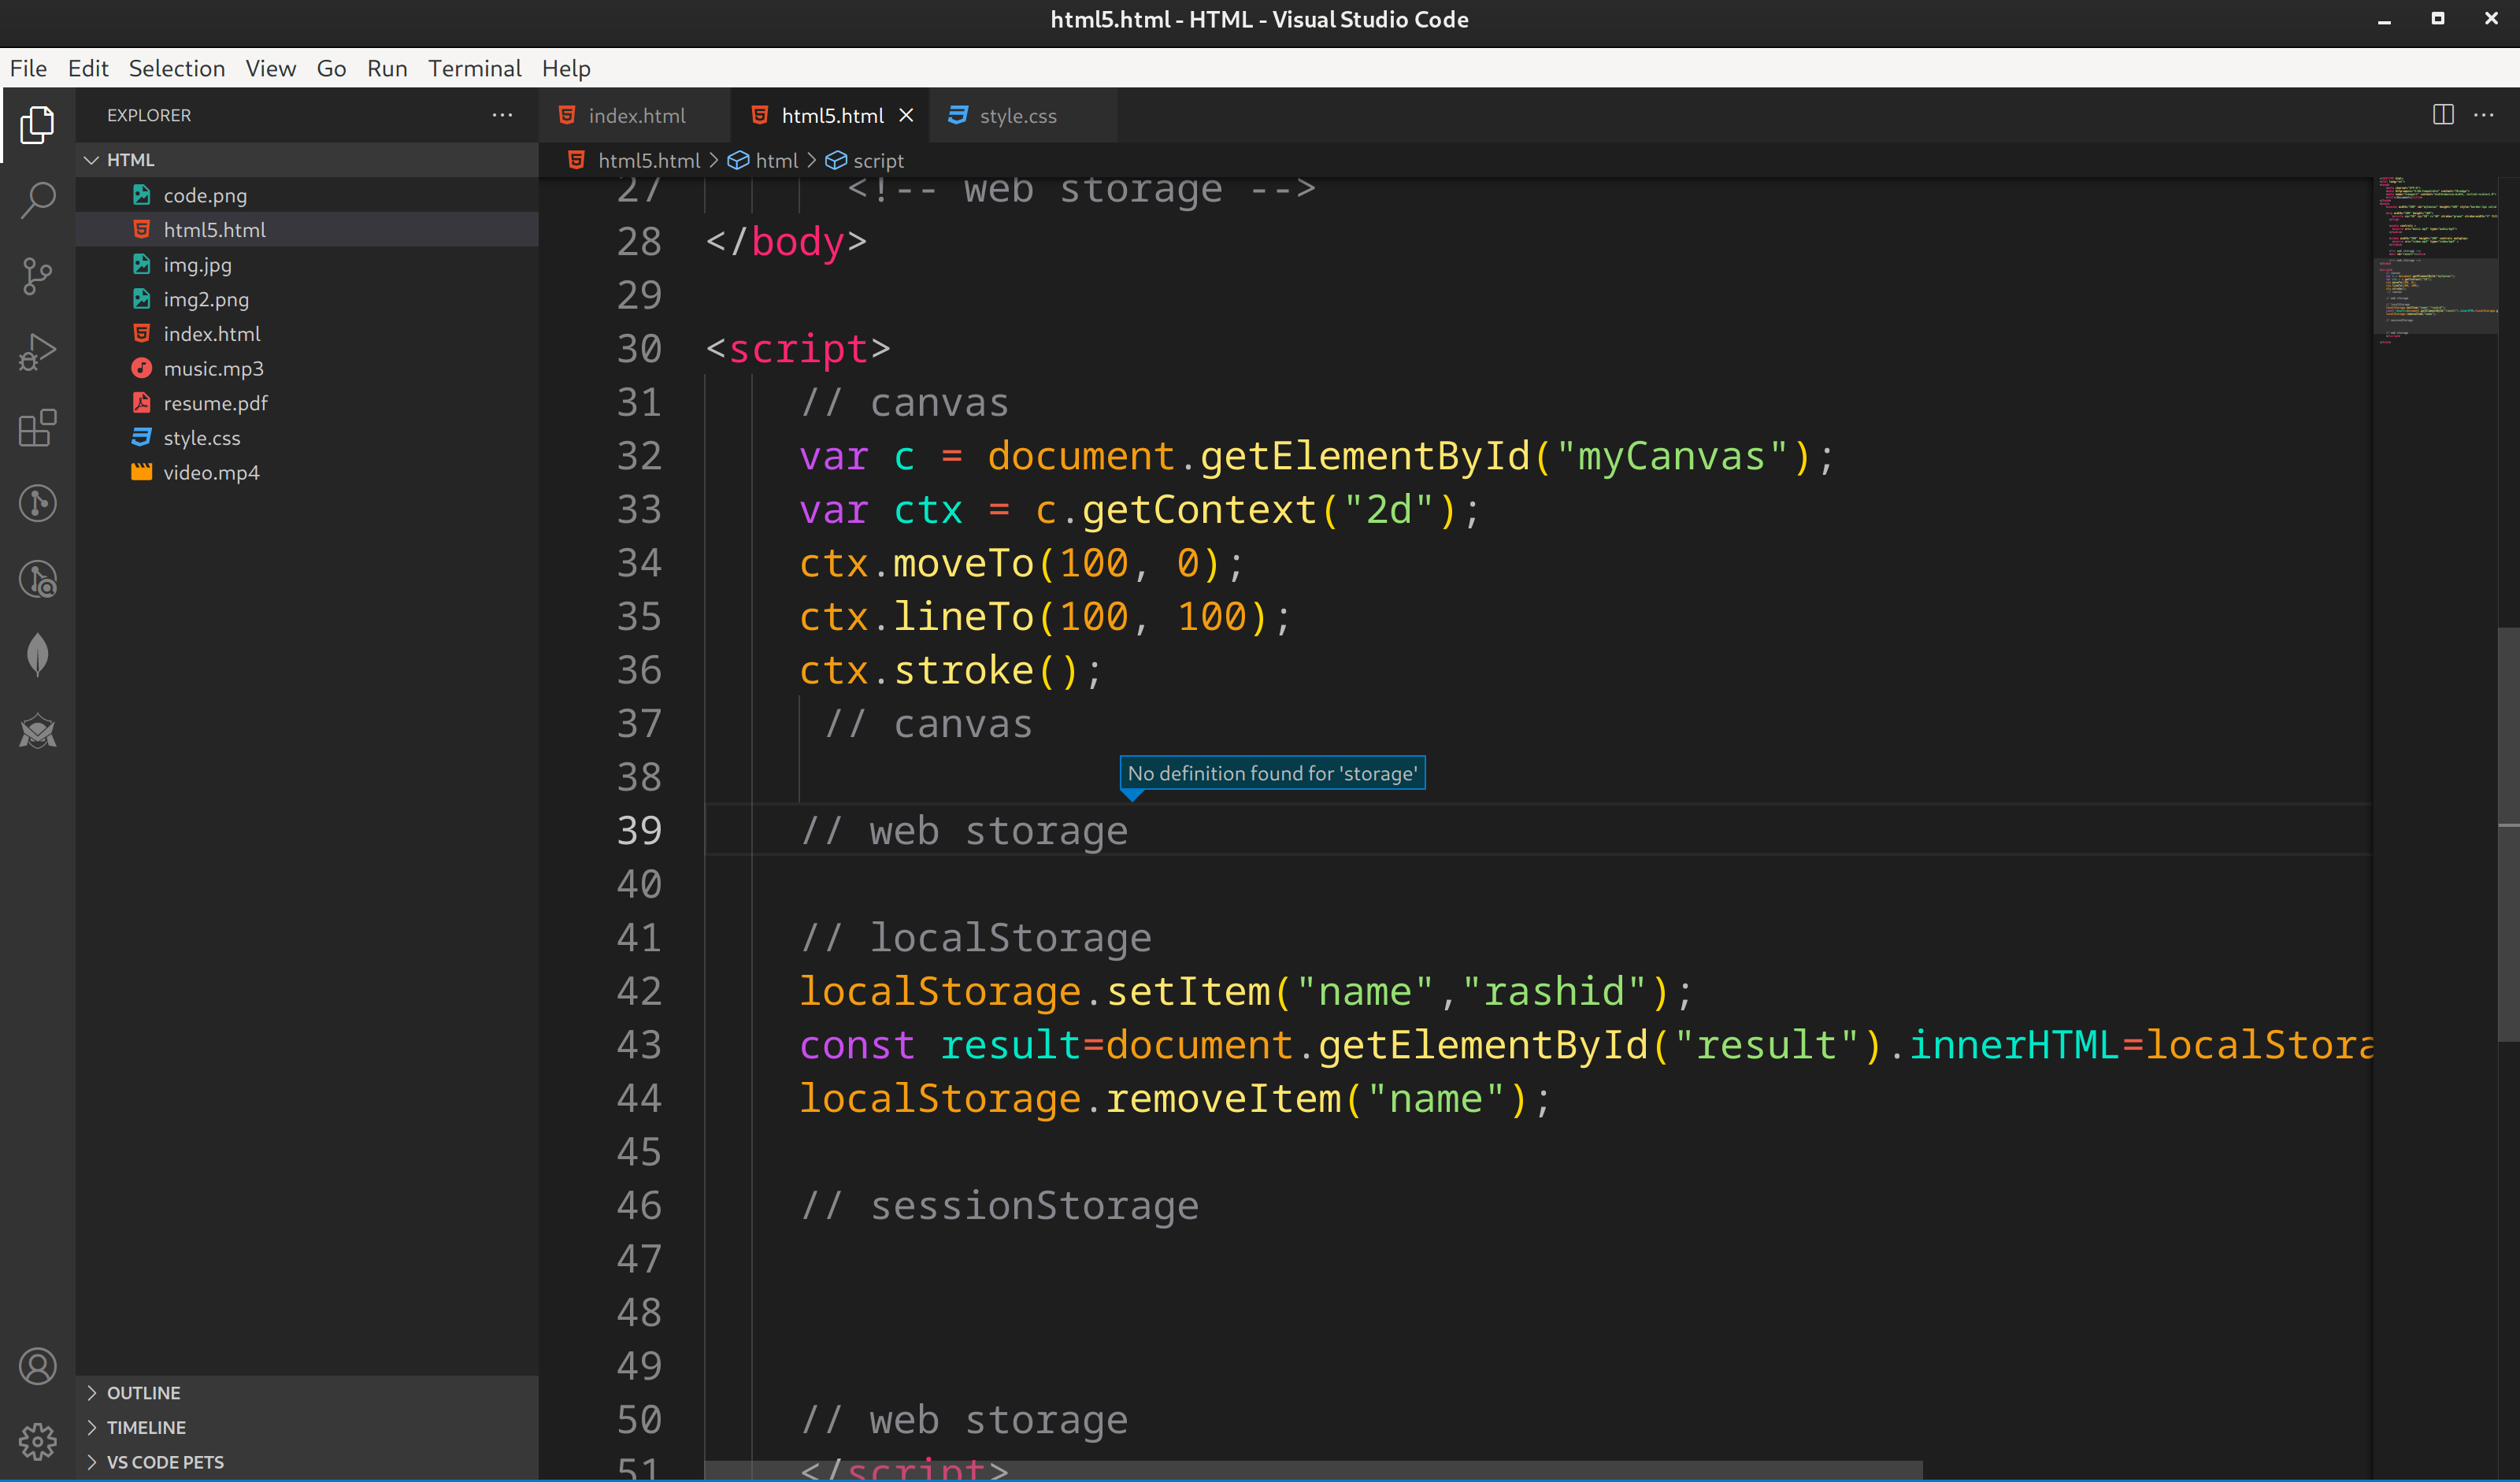 html5.html - HTML - Visual Studio Code
File Edit Selection View Go Run Terminal Help
EXPLORER
HTML
code.png
html5.html
img.jpg
img2.png
index.html
music.mp3
resume.pdf
style.css
video.mp4
OUTLINE
TIMELINE
VS CODE PETS
index.html html5.html style.css
html5.html > html > script
27 <!-- web storage -->
28 </body>
29
30 <script>
31 // canvas
32 var c = document.getElementById("myCanvas");
33 var ctx = c.getContext("2d");
34 ctx.moveTo(100, 0);
35 ctx.lineTo(100, 100);
36 ctx.stroke();
37 // canvas
38
No definition found for 'storage'
39 // web storage
40
41 // localStorage
42 localStorage.setItem("name","rashid");
43 const result=document.getElementById("result").innerHTML=localStora
44 localStorage.removeItem("name");
45
46 // sessionStorage
47
48
49
50 // web storage
51 </script>